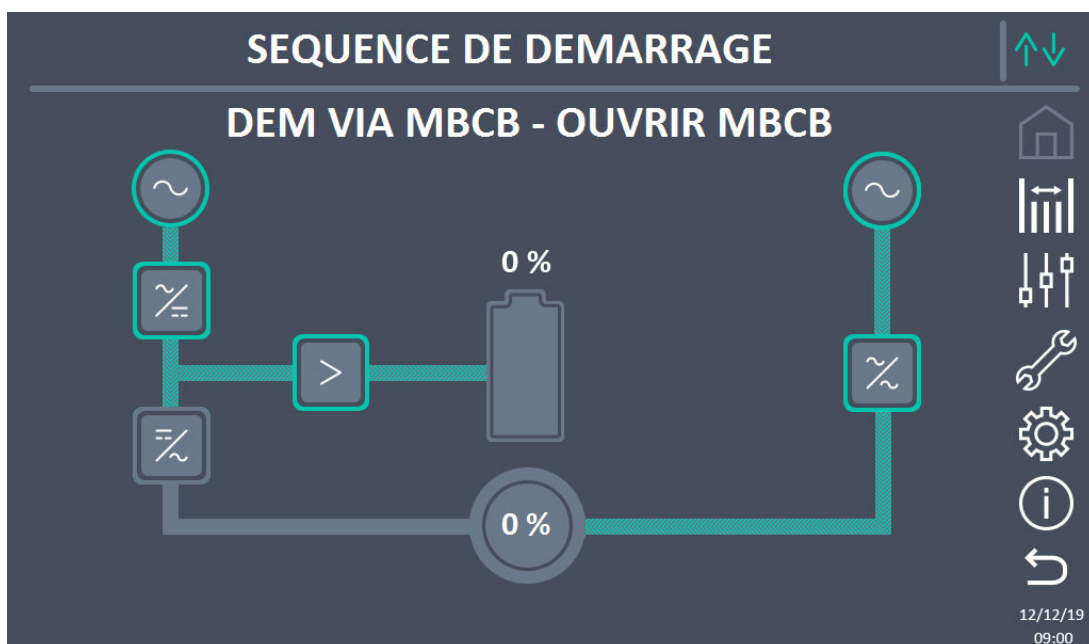 SEQUENCE DE DEMARRAGE
DEM VIA MBCB - OUVRIR MBCB
0 %
0 %
12/12/19
09:00